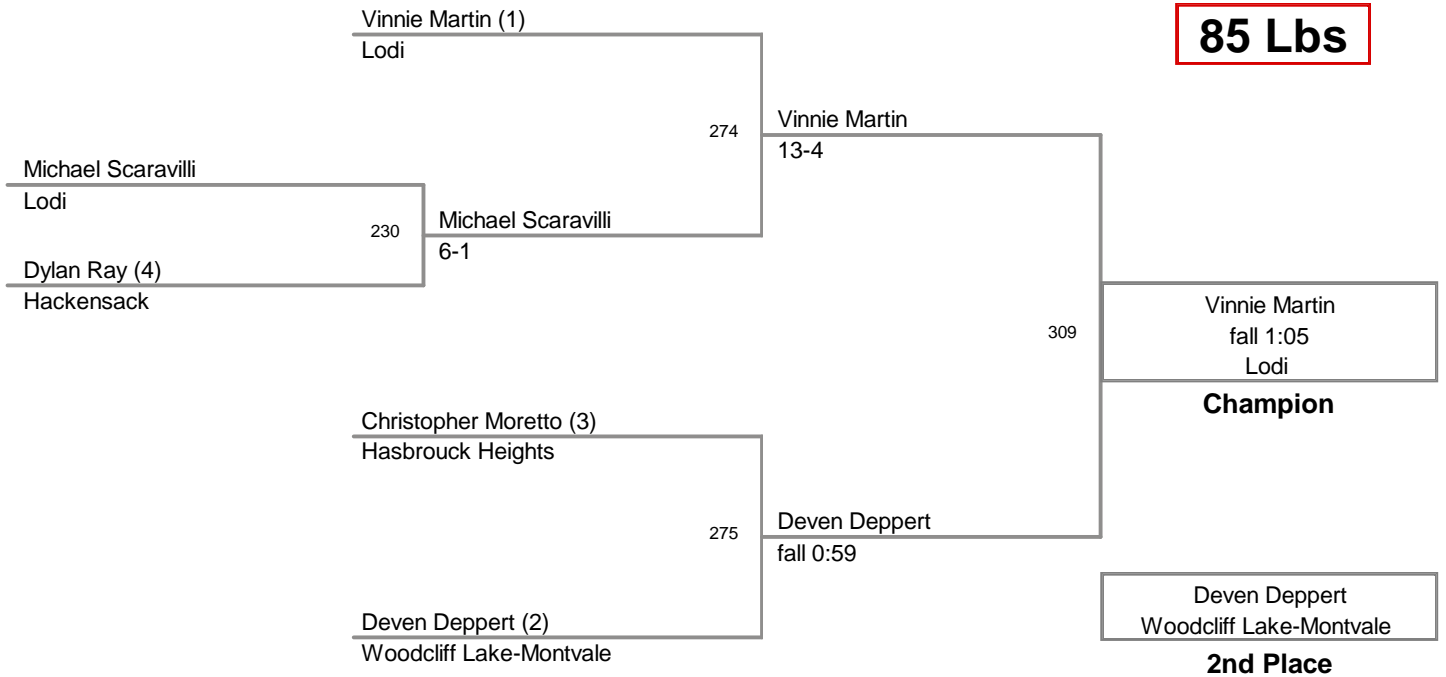 85 Lbs
Vinnie Martin (1)
Lodi
274
Vinnie Martin
13-4
Michael Scaravilli
Lodi
230
Michael Scaravilli
6-1
Dylan Ray (4)
Hackensack
309
Vinnie Martin
fall 1:05
Lodi
Champion
Christopher Moretto (3)
Hasbrouck Heights
275
Deven Deppert
fall 0:59
Deven Deppert (2)
Woodcliff Lake-Montvale
Deven Deppert
Woodcliff Lake-Montvale
2nd Place